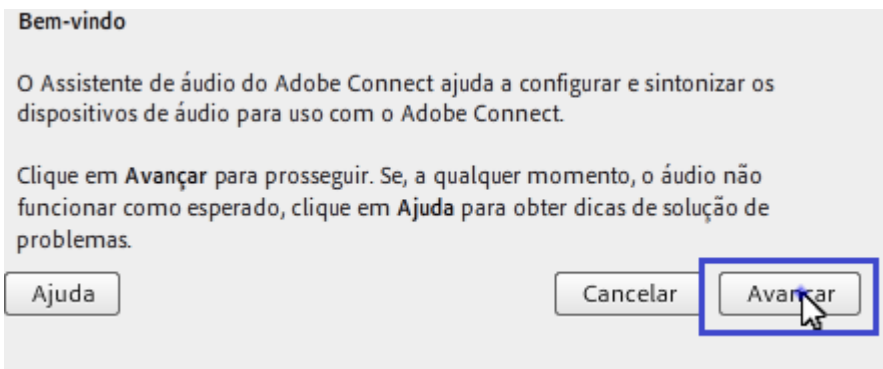 Bem-vindo
O Assistente de áudio do Adobe Connect ajuda a configurar e sintonizar os
dispositivos de áudio para uso com o Adobe Connect.
Clique em Avançar para prosseguir. Se, a qualquer momento, o áudio não
funcionar como esperado, clique em Ajuda para obter dicas de solução de
problemas.
Ajuda Cancelar Avançar